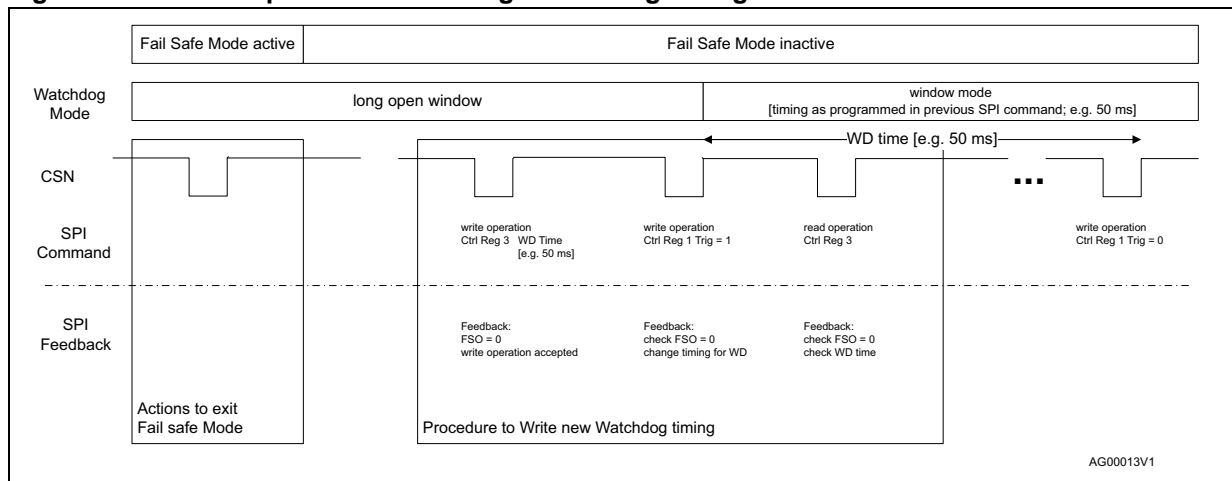 Fail Safe Mode active
Fail Safe Mode inactive
Watchdog
Mode
long open window
window mode
[timing as programmed in previous SPI command; e.g. 50 ms]
WD time [e.g. 50 ms]
CSN
...
SPI
Command
write operation
Ctrl Reg 3 WD Time
[e.g. 50 ms]
write operation
Ctrl Reg 1 Trig = 1
read operation
Ctrl Reg 3
write operation
Ctrl Reg 1 Trig = 0
SPI
Feedback
Feedback:
FSO = 0
write operation accepted
Feedback:
check FSO = 0
change timing for WD
Feedback:
check FSO = 0
check WD time
Actions to exit
Fail safe Mode
Procedure to Write new Watchdog timing
AG00013V1